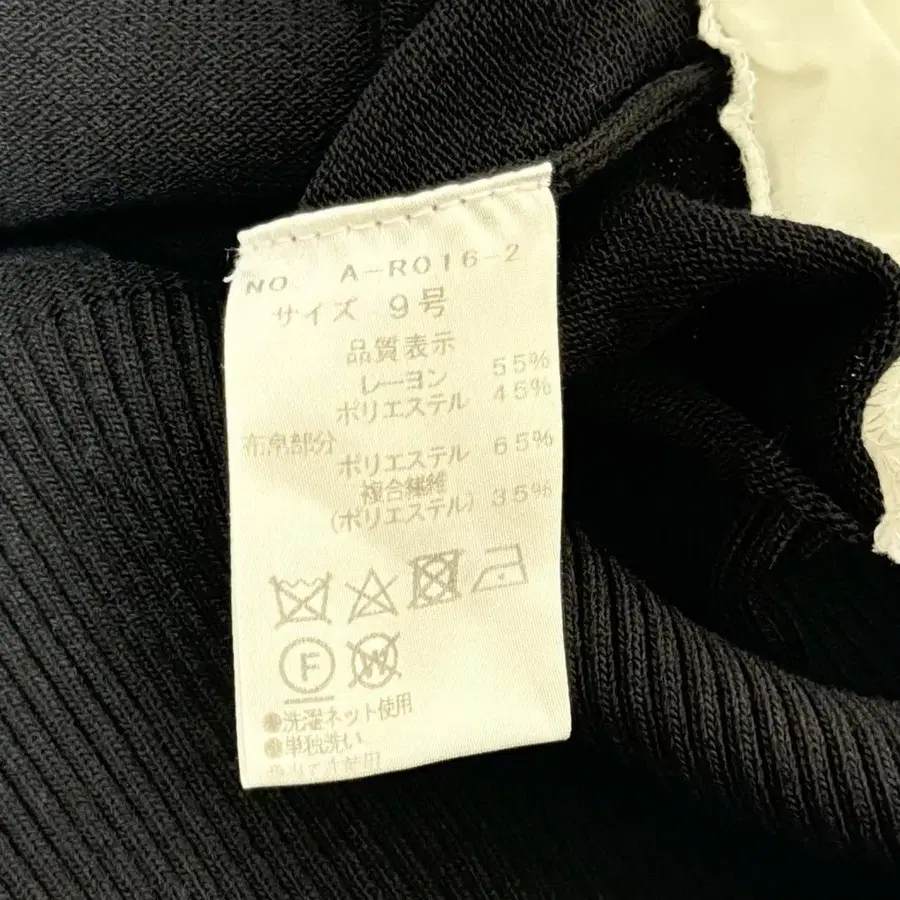 NO. A-R016-2
サイズ 9号
品質表示
レーヨン 55%
ポリエステル 45%
布帛部分
ポリエステル 65%
複合繊維 35%
(ポリエステル)
F
W
●洗濯ネット使用
●単独洗い
使用